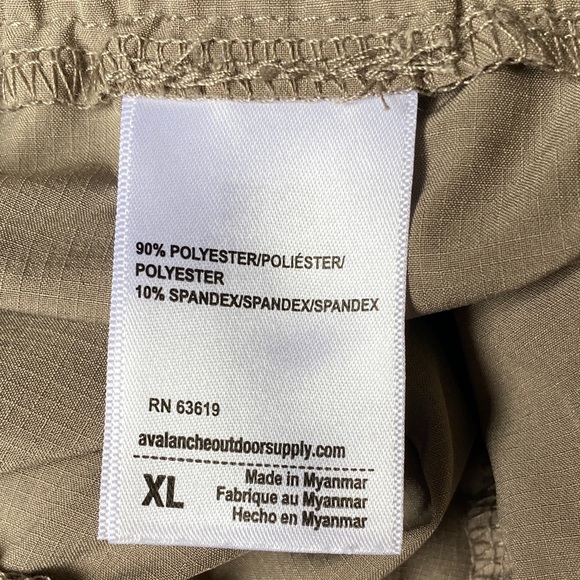 90% POLYESTER/POLIÉSTER/
POLYESTER
10% SPANDEX/SPANDEX/SPANDEX
RN 63619
avalancheoutdoorsupply.com
XL
Made in Myanmar
Fabrique au Myanmar
Hecho en Myanmar